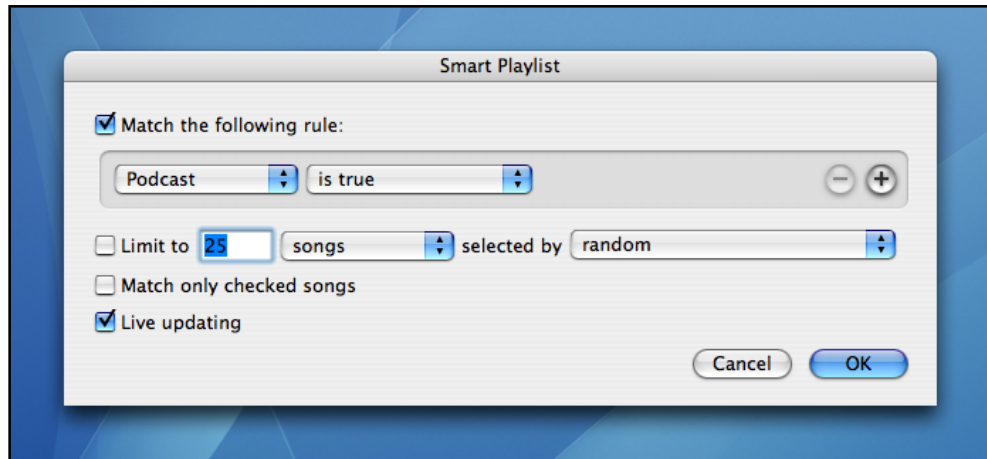 Smart Playlist
Match the following rule:
Podcast is true
Limit to 25 songs selected by random
Match only checked songs
Live updating
Cancel OK